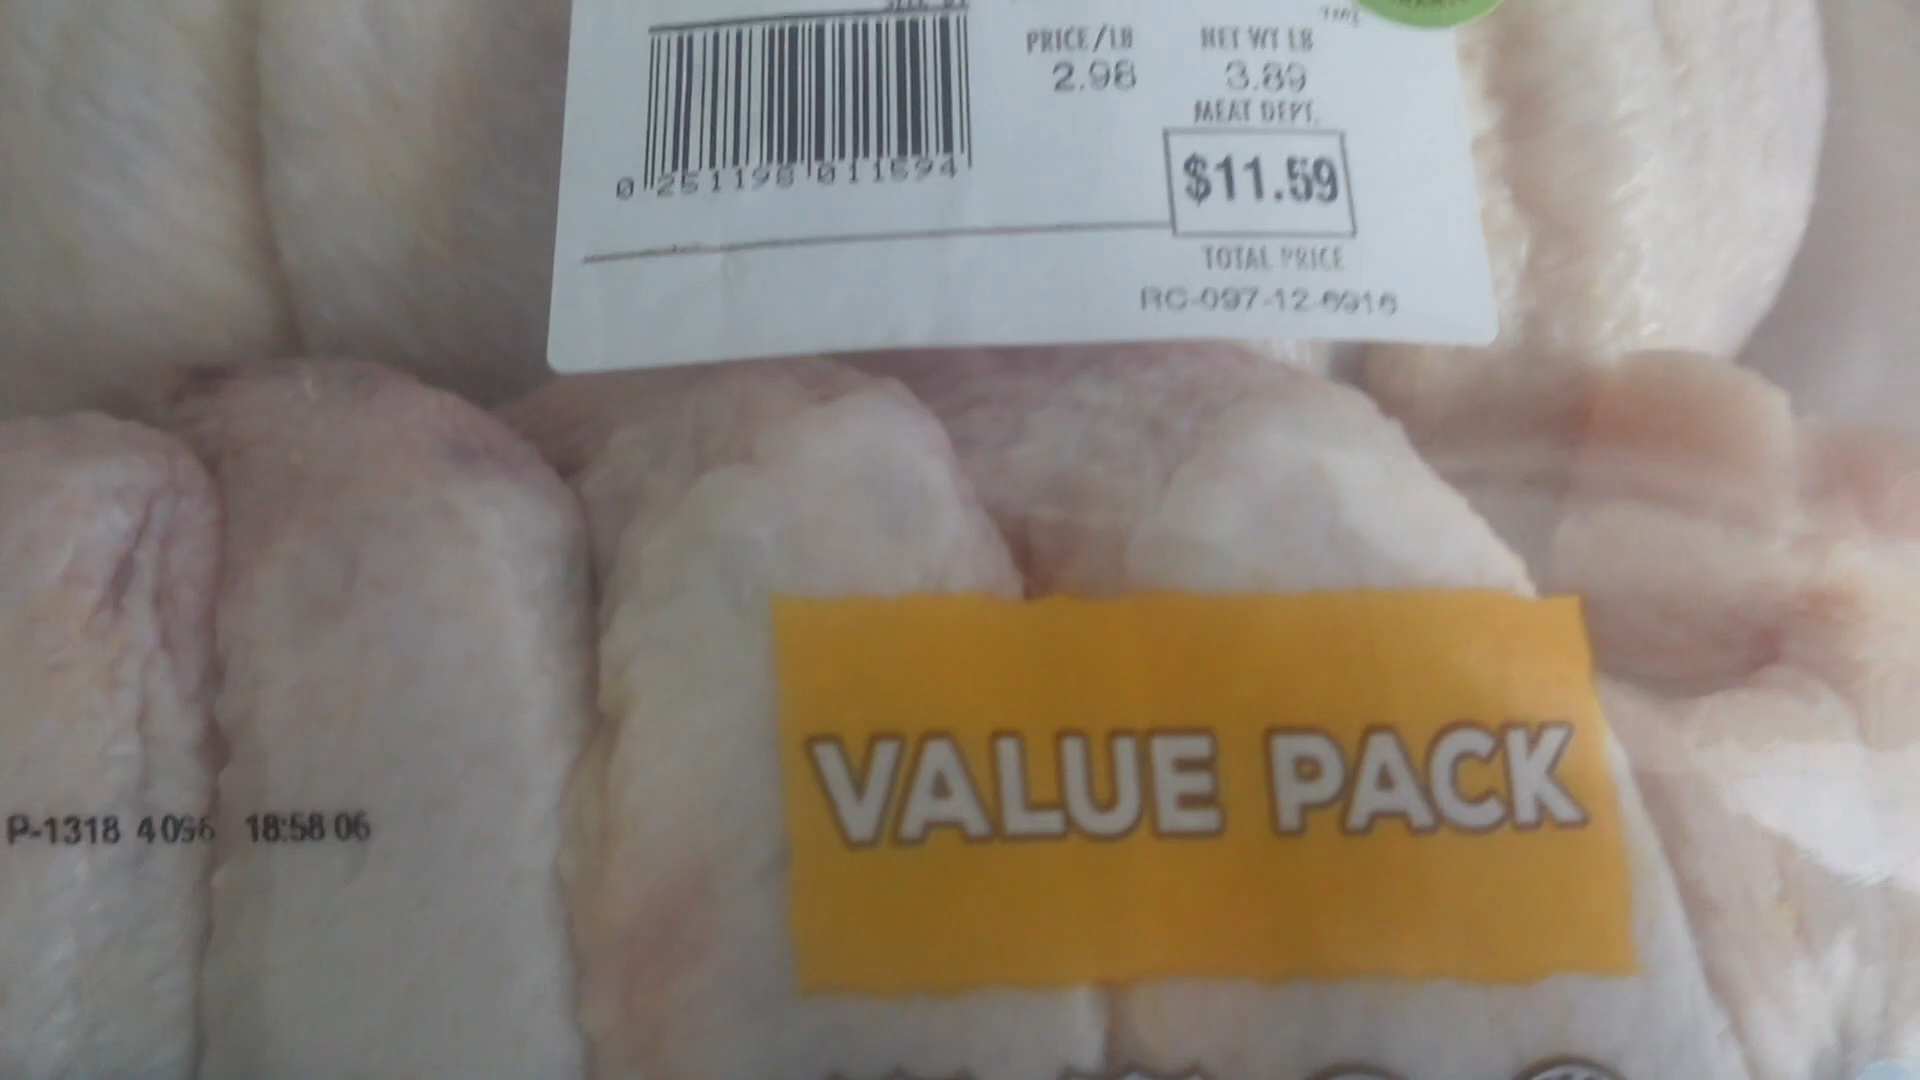 PRICE/LB NET WT LB
2.98 3.89
MEAT DEPT.
0 251198 011594
$11.59
TOTAL PRICE
RC-097-12-6916
VALUE PACK
P-1318 4096 18:58 06